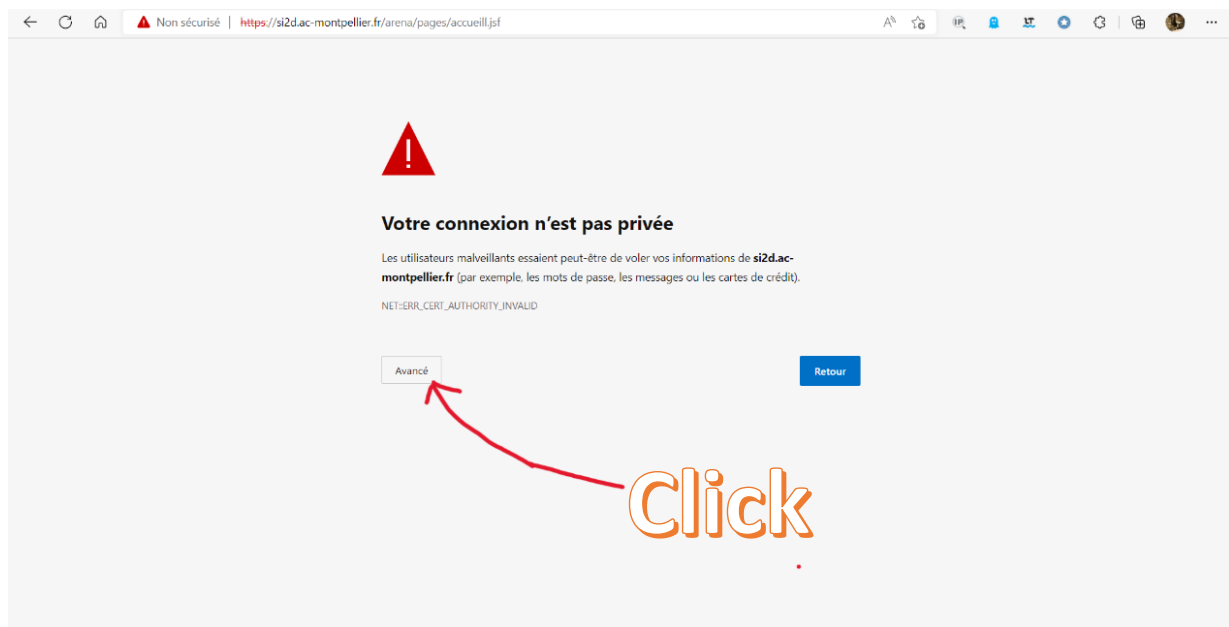 Non sécurisé | https://si2d.ac-montpellier.fr/arena/pages/accueill.jsf
Votre connexion n'est pas privée
Les utilisateurs malveillants essaient peut-être de voler vos informations de si2d.ac-
montpellier.fr (par exemple, les mots de passe, les messages ou les cartes de crédit).
NET::ERR_CERT_AUTHORITY_INVALID
Avancé
Retour
Click